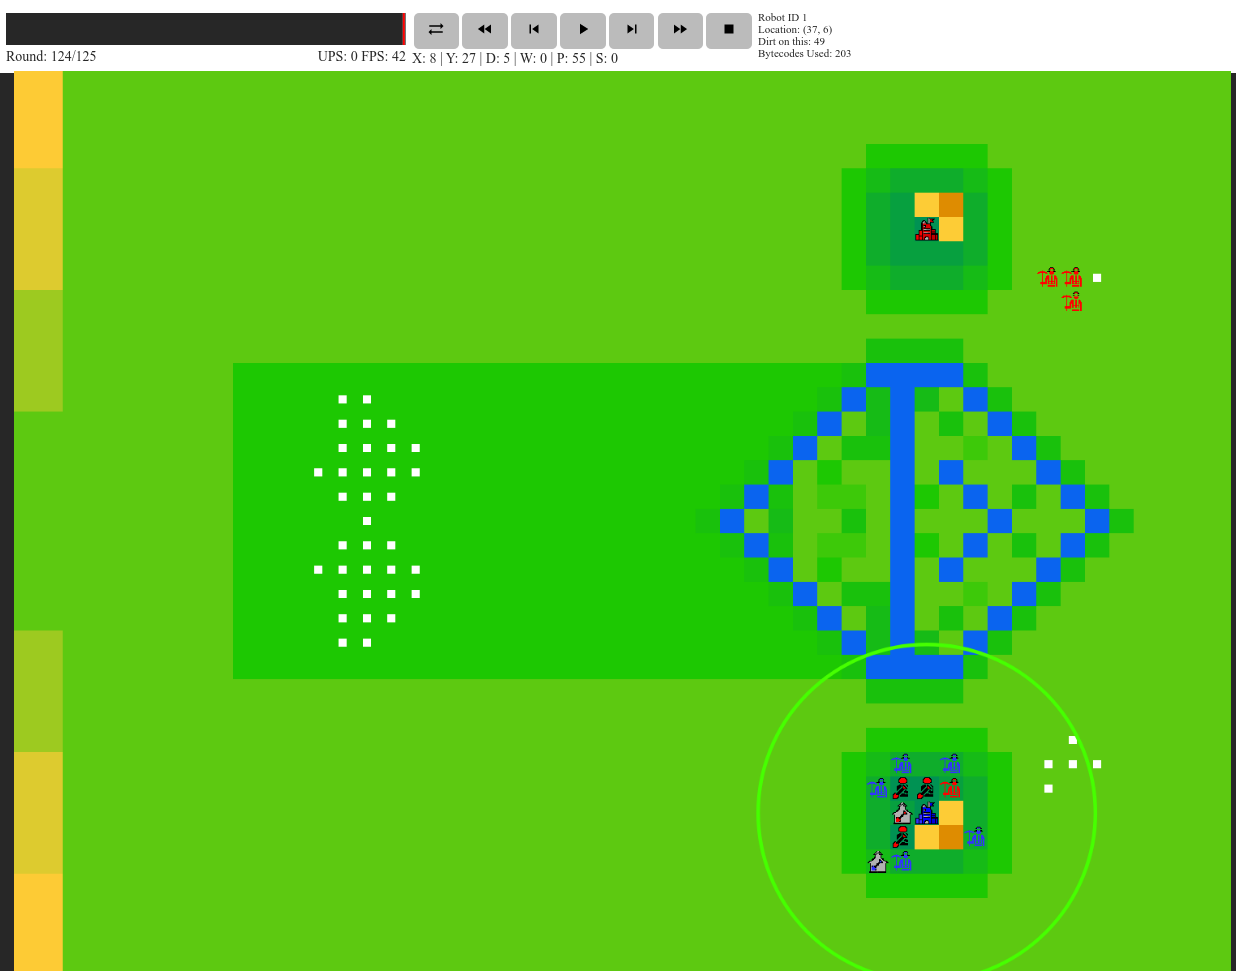 Robot ID 1
Location: (37, 6)
Dirt on this: 49
Bytecodes Used: 203
Round: 124/125
UPS: 0 FPS: 42
X: 8 | Y: 27 | D: 5 | W: 0 | P: 55 | S: 0